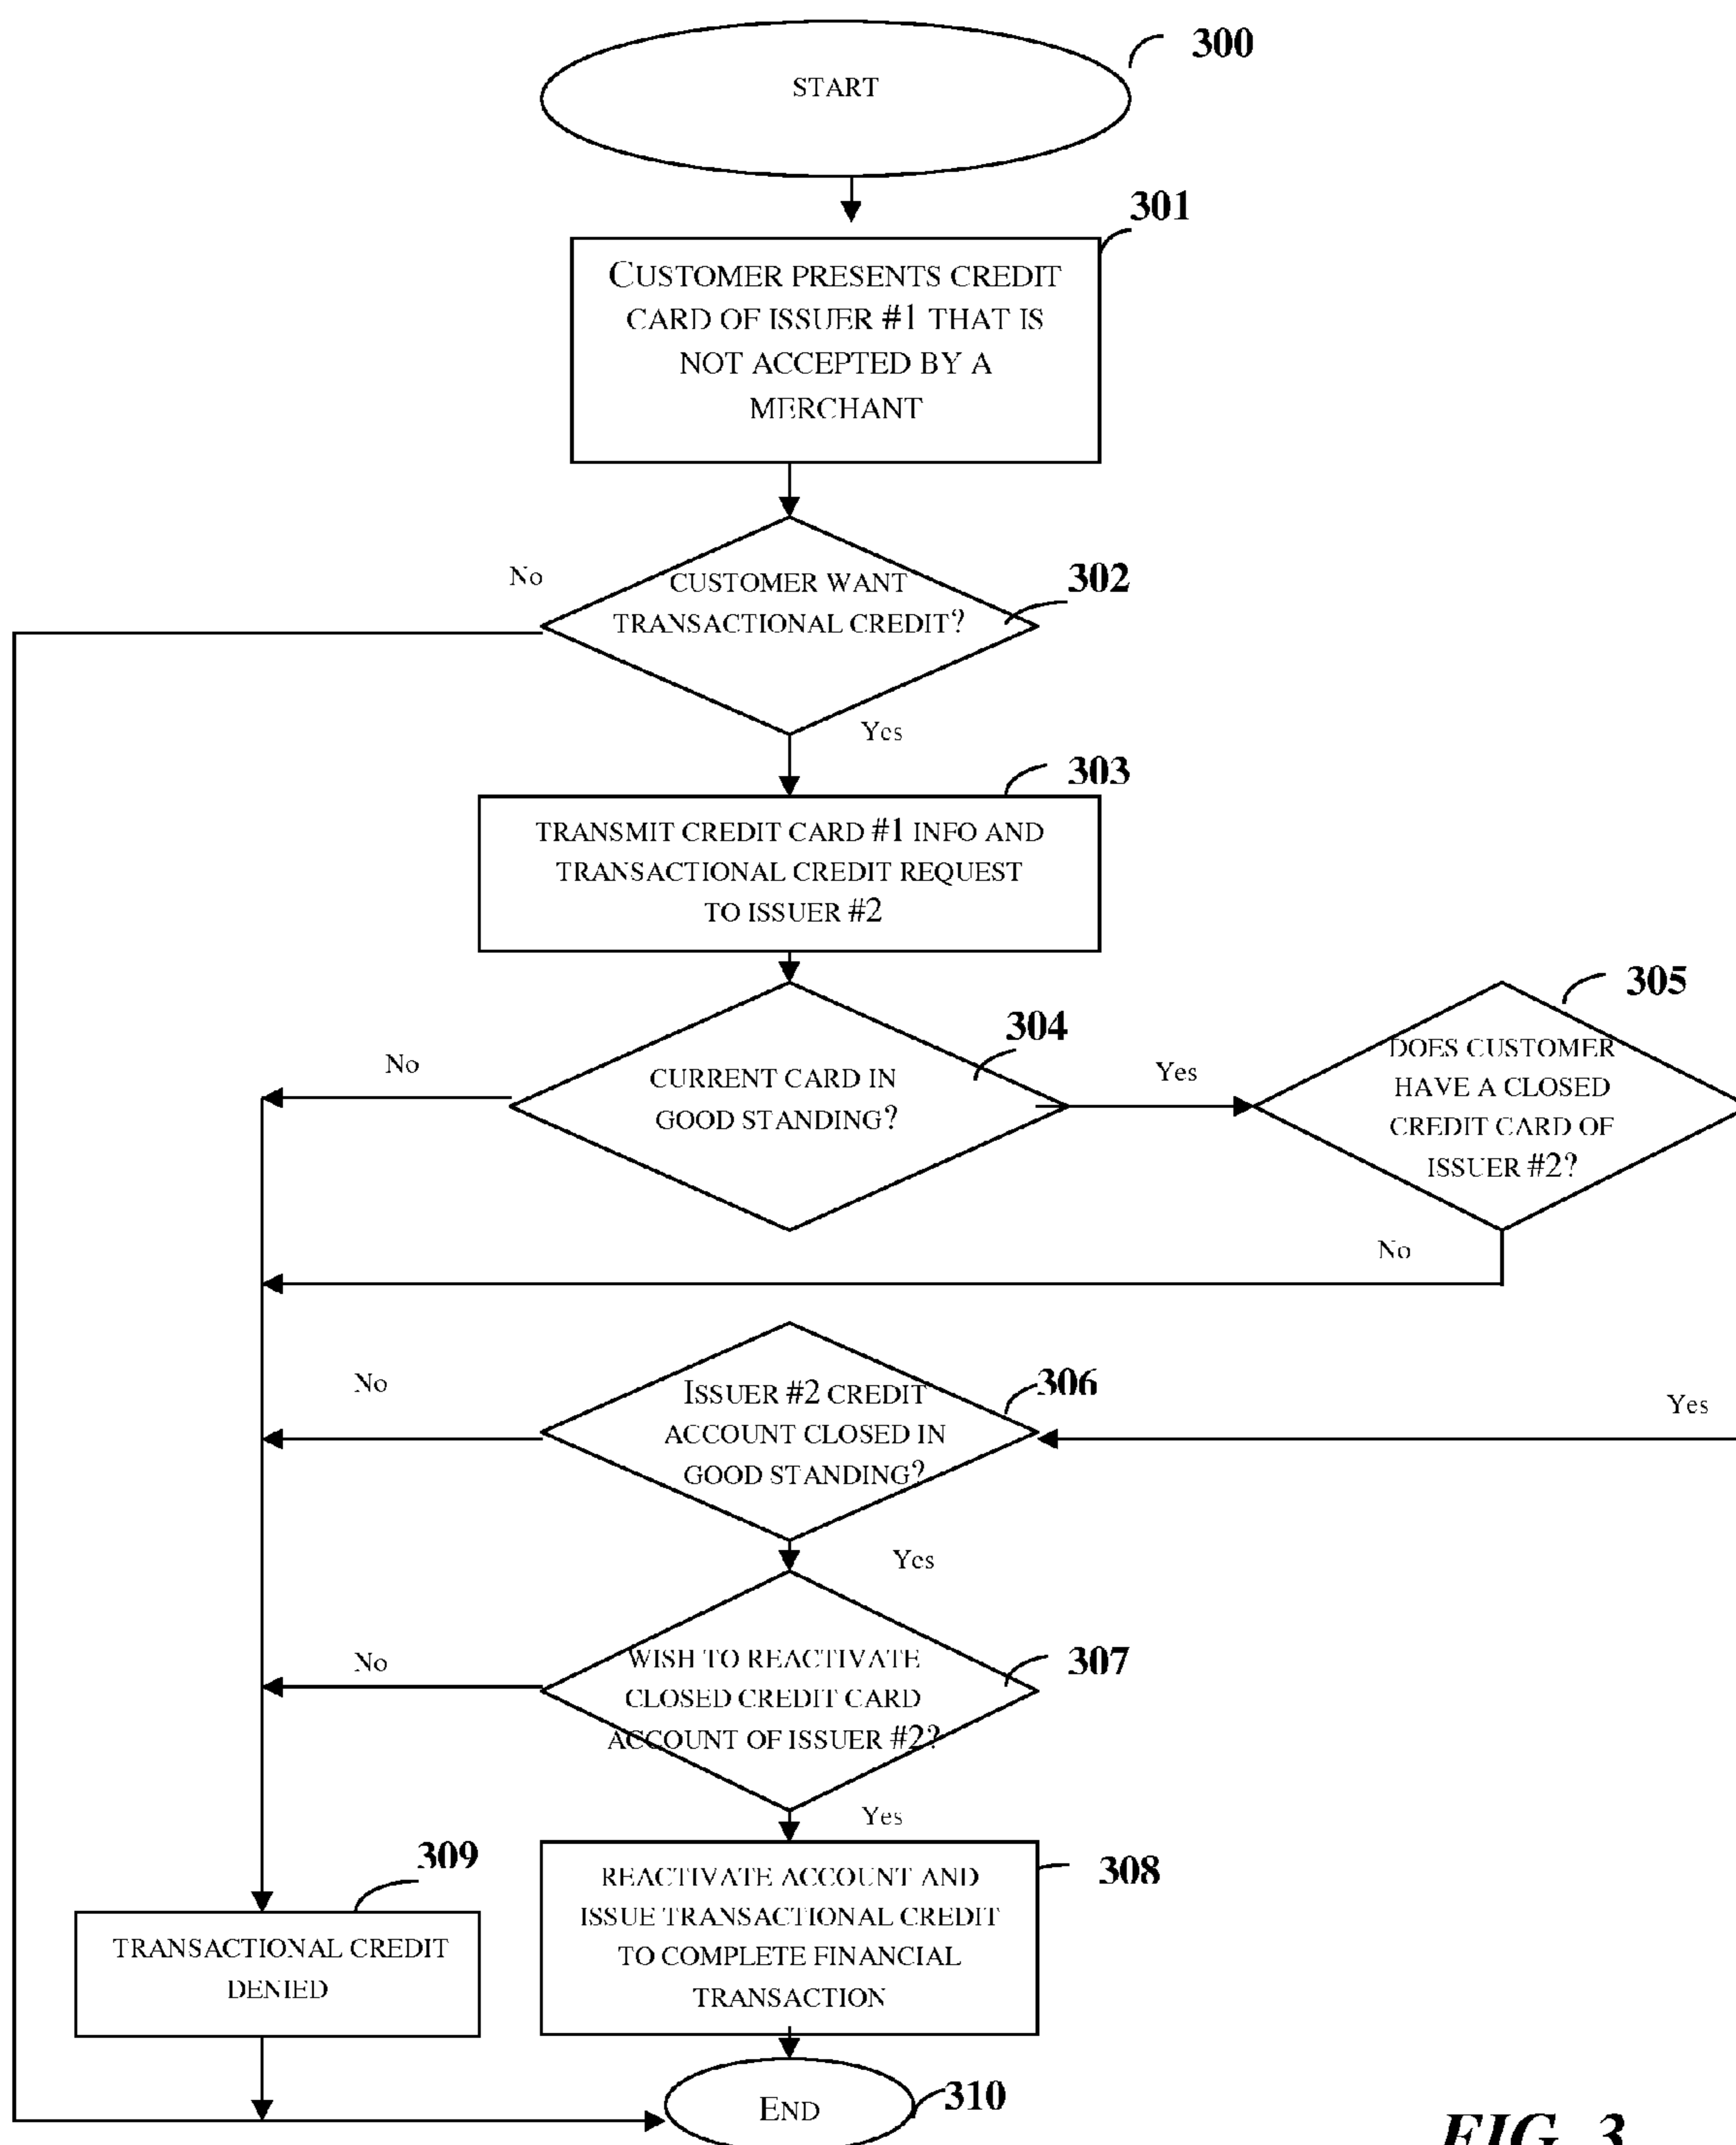 300
START
301
CUSTOMER PRESENTS CREDIT
CARD OF ISSUER #1 THAT IS
NOT ACCEPTED BY A
MERCHANT
No
CUSTOMER WANT
TRANSACTIONAL CREDIT?
302
Yes
303
TRANSMIT CREDIT CARD #1 INFO AND
TRANSACTIONAL CREDIT REQUEST
TO ISSUER #2
305
304
No
CURRENT CARD IN
GOOD STANDING?
Yes
DOES CUSTOMER
HAVE A CLOSED
CREDIT CARD OF
ISSUER #2?
No
No
ISSUER #2 CREDIT
ACCOUNT CLOSED IN
GOOD STANDING?
306
Yes
Yes
No
WISH TO REACTIVATE
CLOSED CREDIT CARD
ACCOUNT OF ISSUER #2?
307
Yes
309
TRANSACTIONAL CREDIT
DENIED
REACTIVATE ACCOUNT AND
ISSUE TRANSACTIONAL CREDIT
TO COMPLETE FINANCIAL
TRANSACTION
308
END
310
FIG. 3